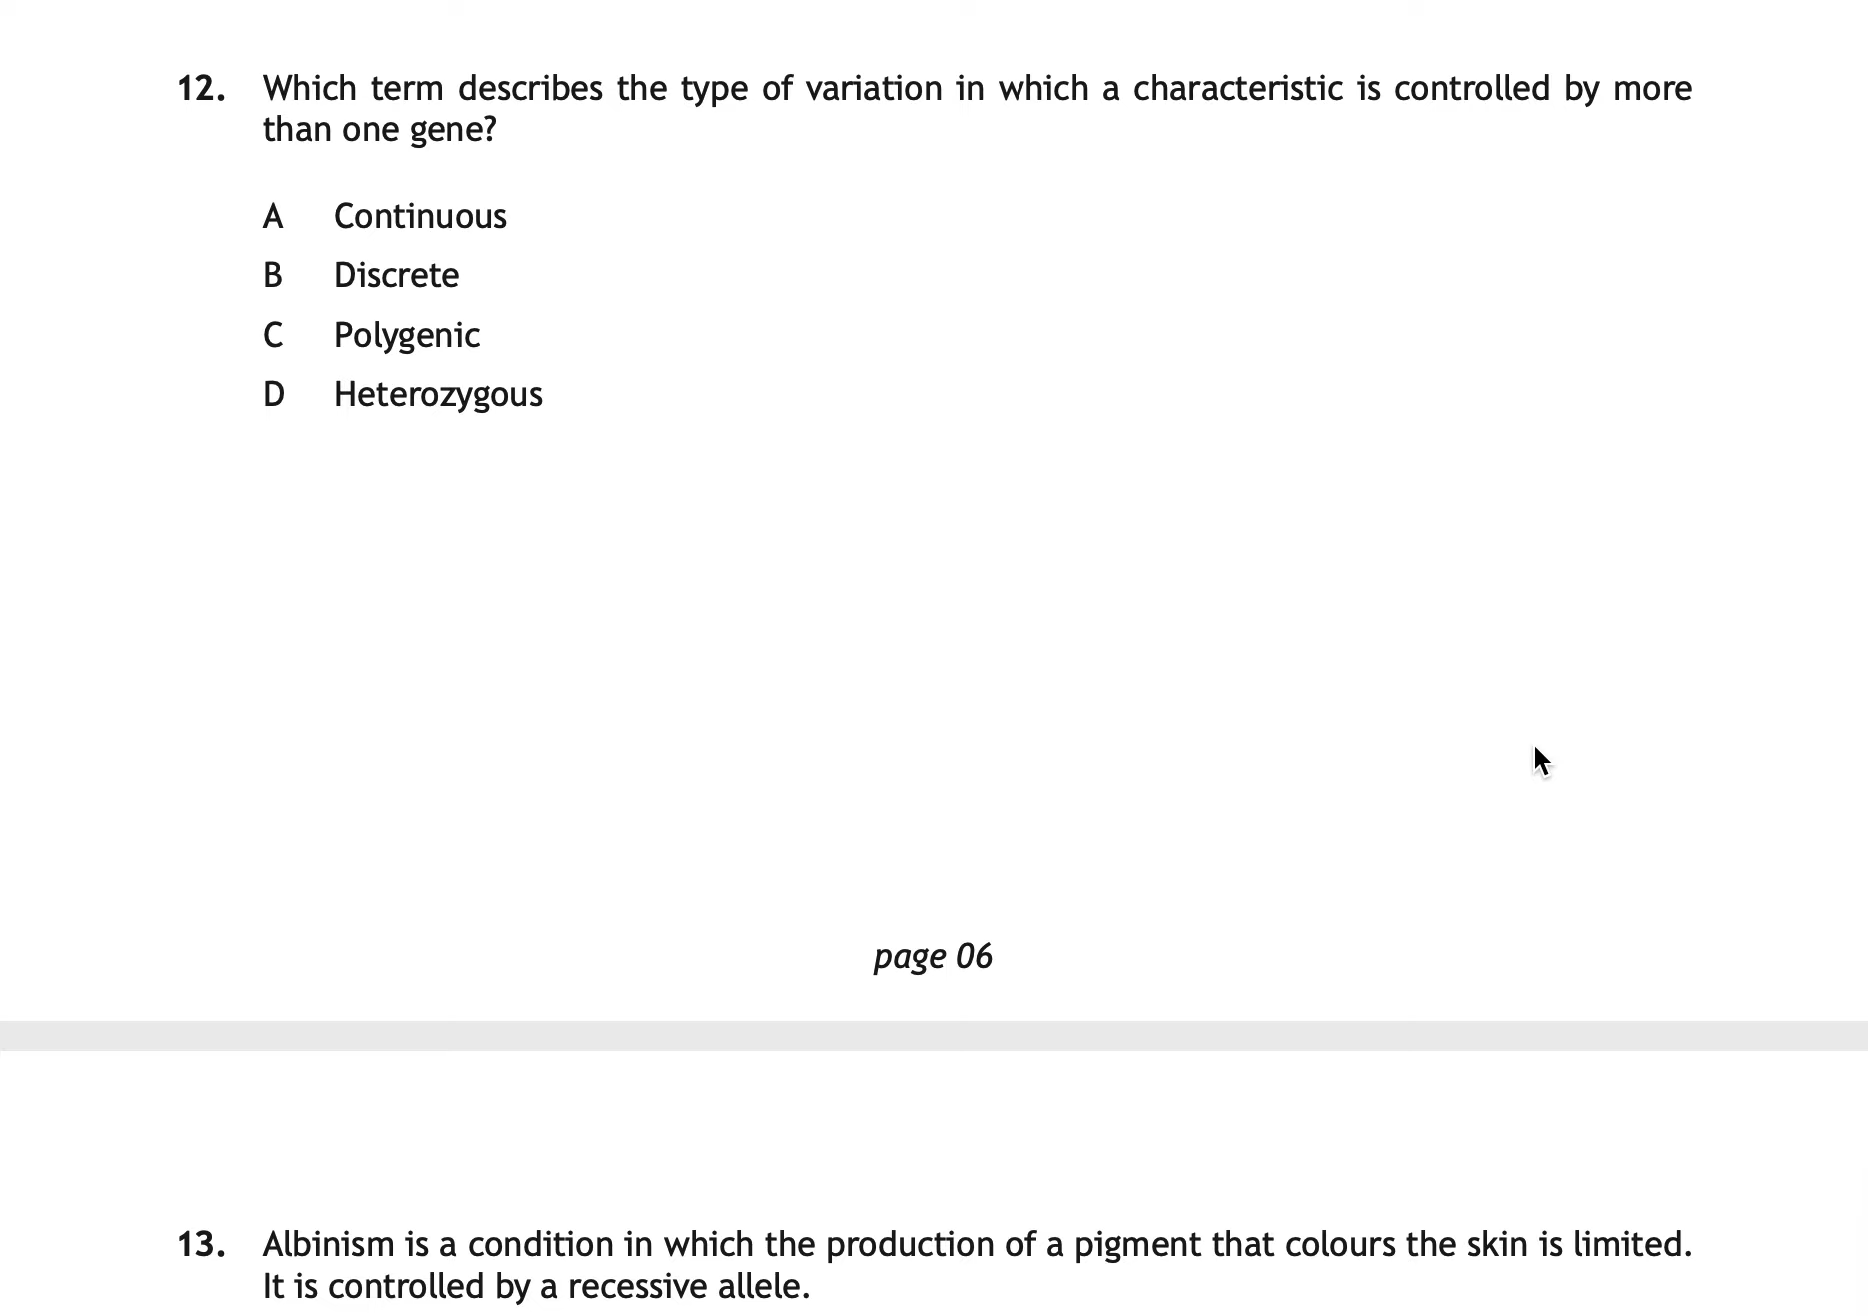 12. Which term describes the type of variation in which a characteristic is controlled by more
than one gene?
A Continuous
B Discrete
C Polygenic
D Heterozygous
page 06
13. Albinism is a condition in which the production of a pigment that colours the skin is limited.
It is controlled by a recessive allele.